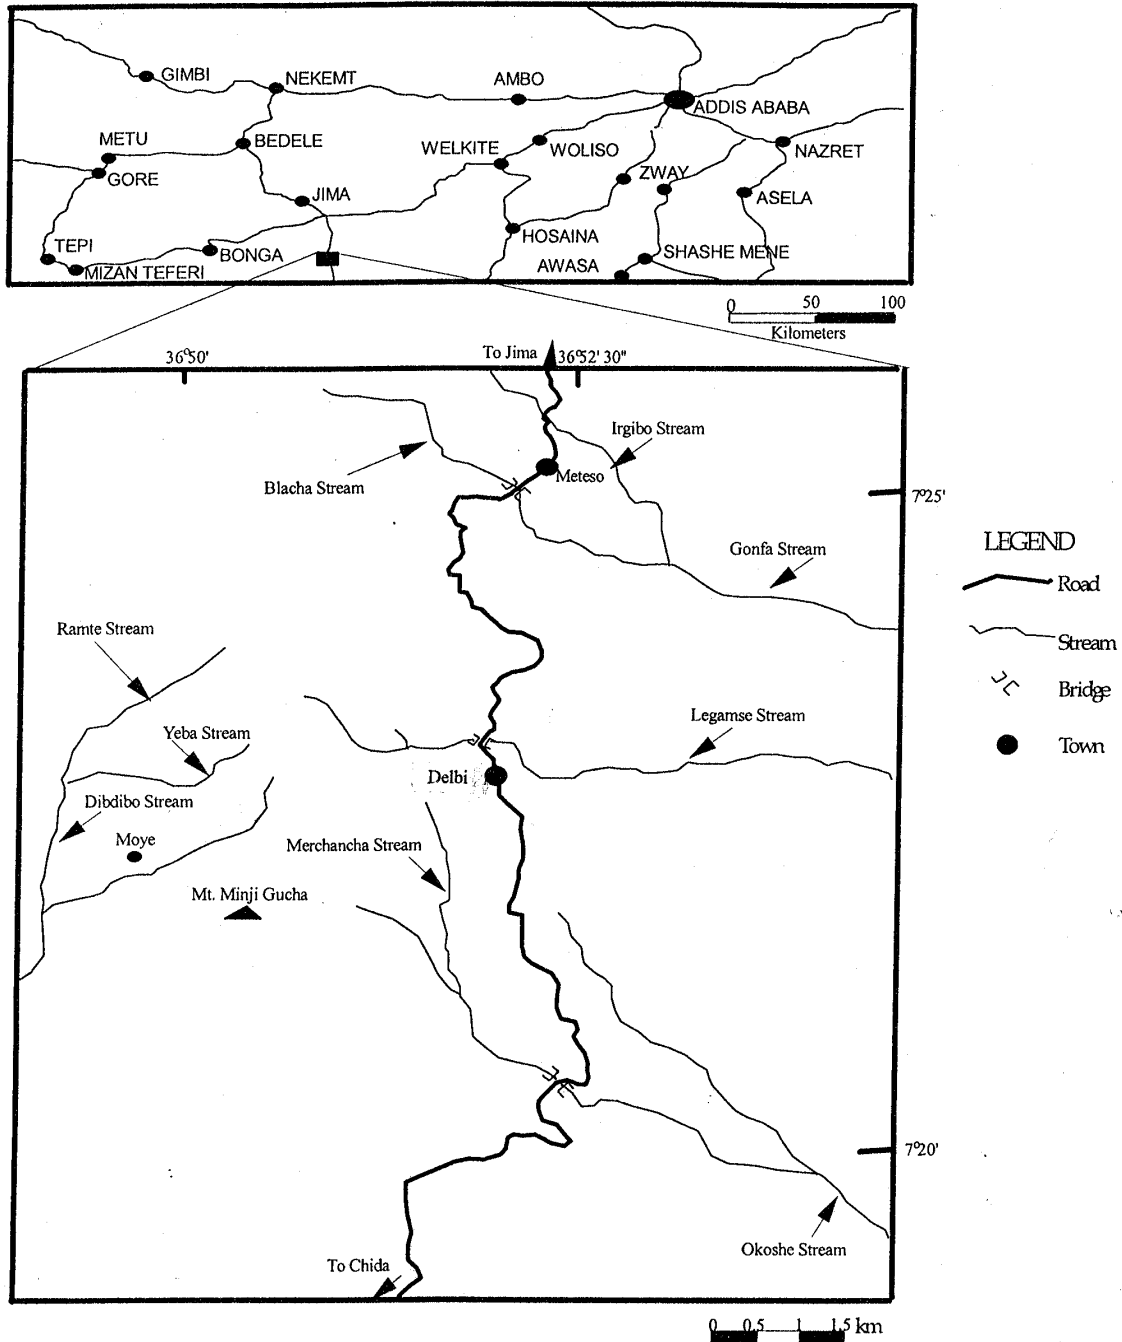 GIMBI
NEKEMT
AMBO
ADDIS ABABA
METU
BEDELE
WELKITE
WOLISO
NAZRET
GORE
ZWAY
JIMA
ASELA
HOSAINA
TEPI
BONGA
SHASHE MENE
MIZAN TEFERI
AWASA
0 50 100
Kilometers
To Jima
36°50'
36°52' 30"
Irgibo Stream
Meteso
Blacha Stream
7°25'
Gonfa Stream
LEGEND
Road
Stream
Bridge
Town
Ramte Stream
Yeba Stream
Legamse Stream
Delbi
Dibdibo Stream
Moye
Merchancha Stream
Mt. Minji Gucha
7°20'
Okoshe Stream
To Chida
0 0.5 1 1.5 km